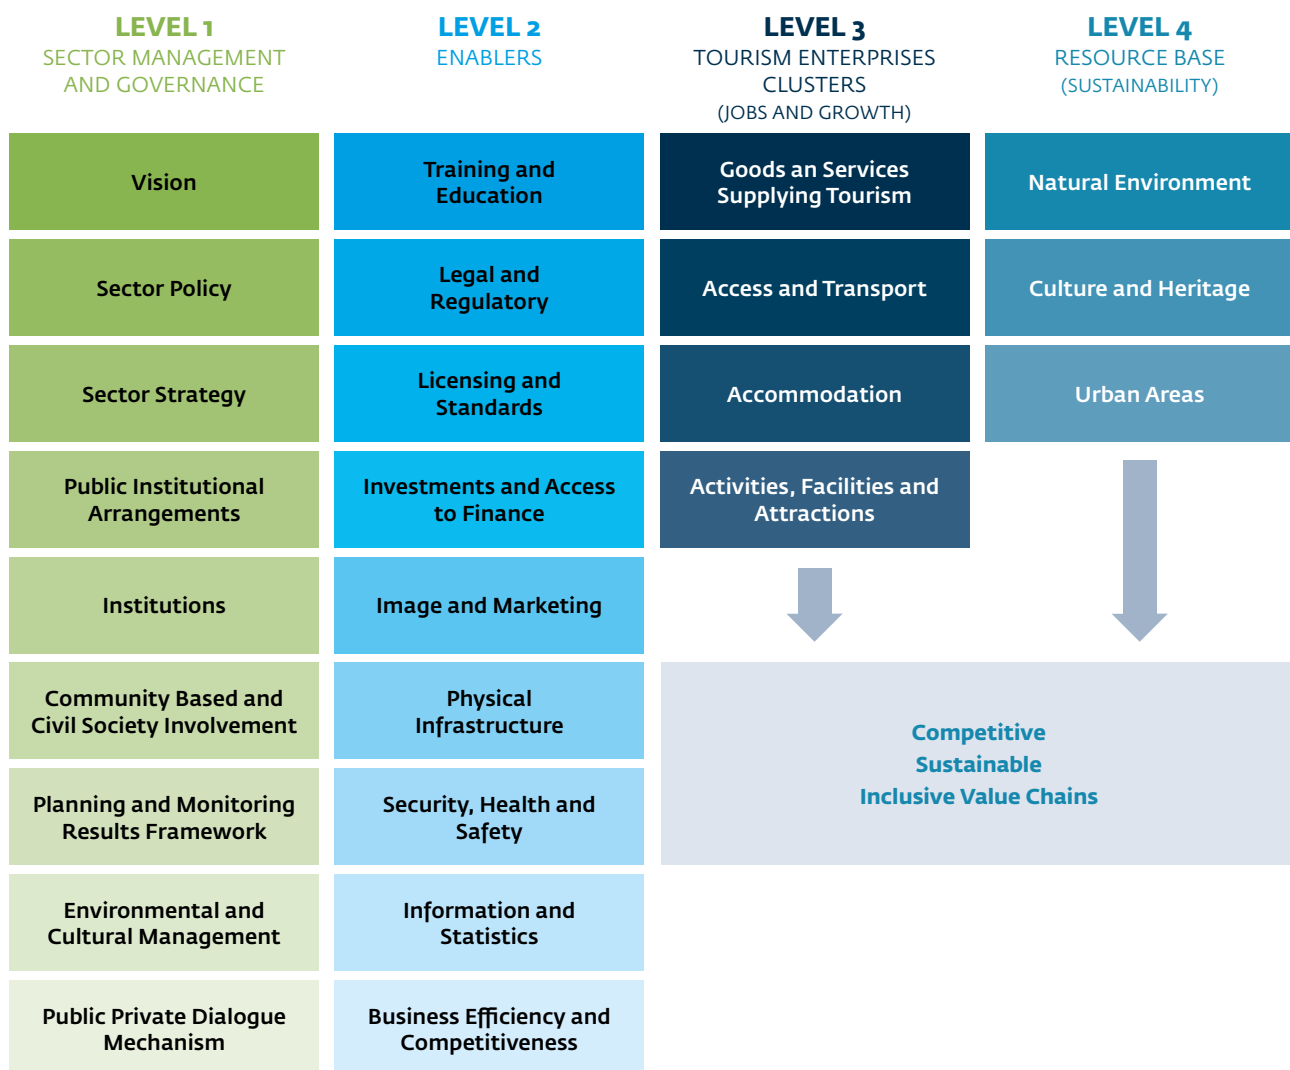 LEVEL 1
SECTOR MANAGEMENT
AND GOVERNANCE
Vision
Sector Policy
Sector Strategy
Public Institutional
Arrangements
Institutions
Community Based and
Civil Society Involvement
Planning and Monitoring
Results Framework
Environmental and
Cultural Management
Public Private Dialogue
Mechanism
LEVEL 2
ENABLERS
Training and
Education
Legal and
Regulatory
Licensing and
Standards
Investments and Access
to Finance
Image and Marketing
Physical
Infrastructure
Security, Health and
Safety
Information and
Statistics
Business Efficiency and
Competitiveness
LEVEL 3
TOURISM ENTERPRISES
CLUSTERS
(JOBS AND GROWTH)
Goods an Services
Supplying Tourism
Access and Transport
Accommodation
Activities, Facilities and
Attractions
LEVEL 4
RESOURCE BASE
(SUSTAINABILITY)
Natural Environment
Culture and Heritage
Urban Areas
Competitive
Sustainable
Inclusive Value Chains